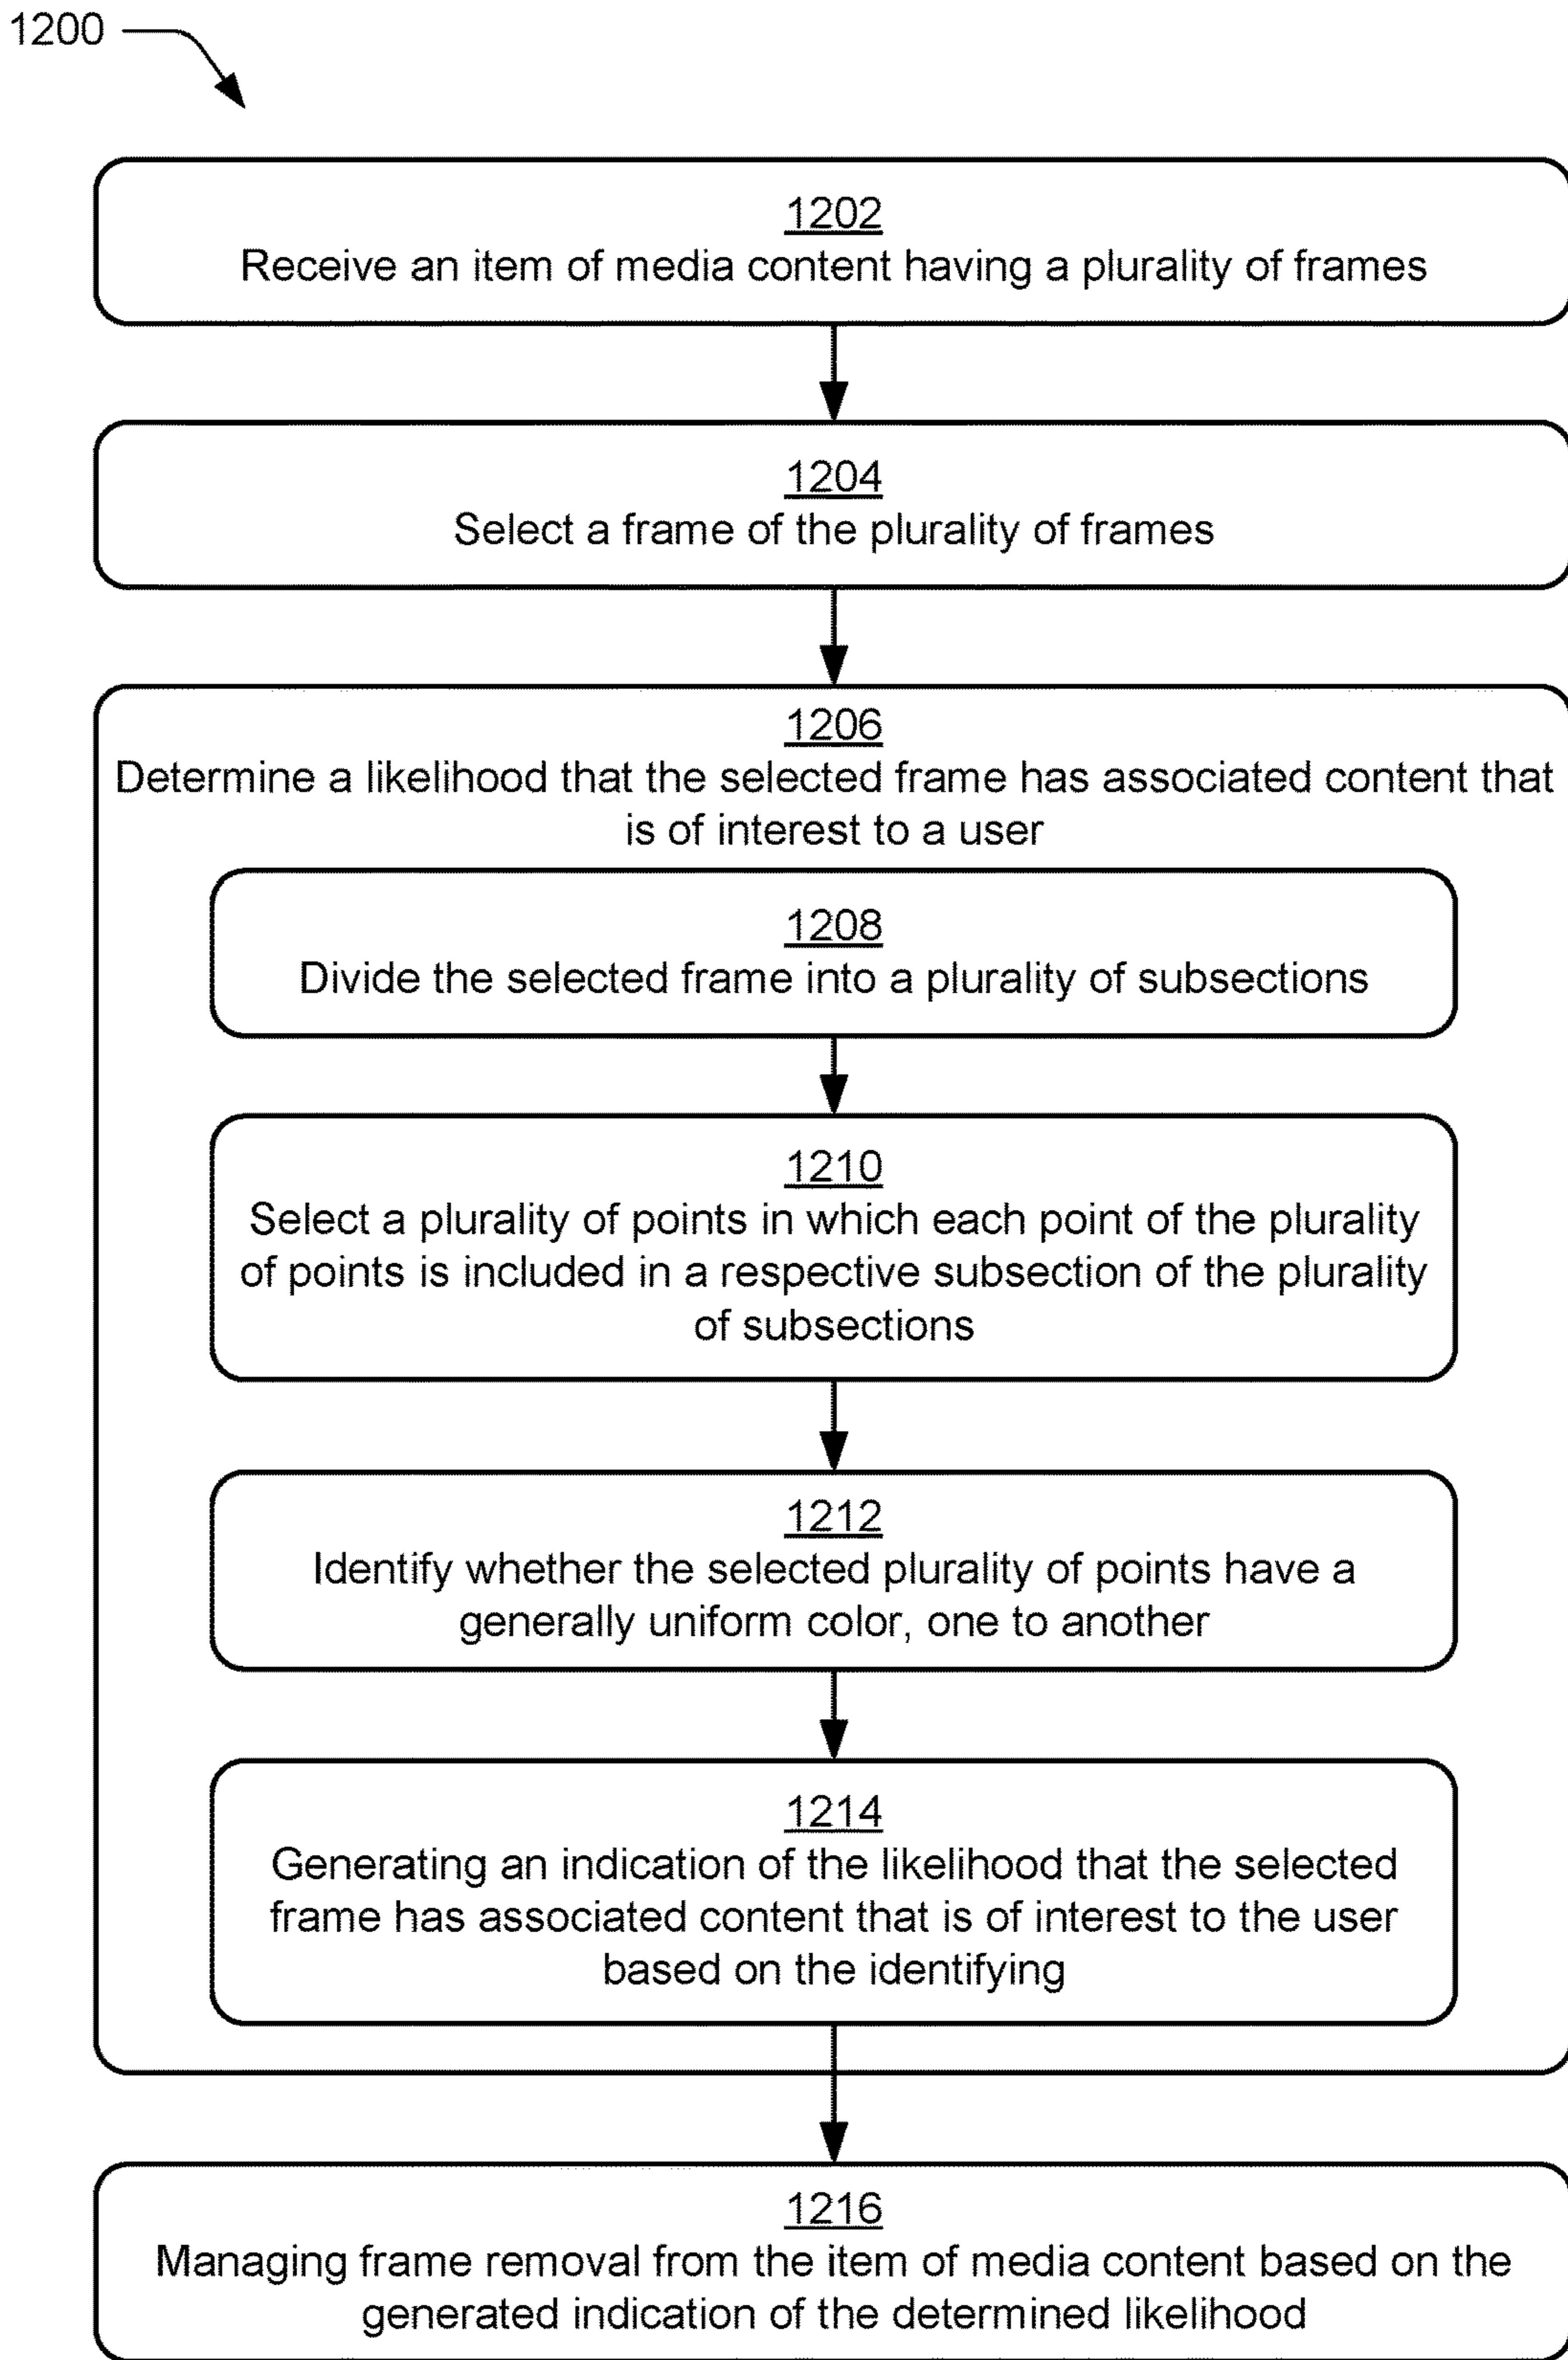 1200
1202
Receive an item of media content having a plurality of frames
1204
Select a frame of the plurality of frames
1206
Determine a likelihood that the selected frame has associated content that
is of interest to a user
1208
Divide the selected frame into a plurality of subsections
1210
Select a plurality of points in which each point of the plurality
of points is included in a respective subsection of the plurality
of subsections
1212
Identify whether the selected plurality of points have a
generally uniform color, one to another
1214
Generating an indication of the likelihood that the selected
frame has associated content that is of interest to the user
based on the identifying
1216
Managing frame removal from the item of media content based on the
generated indication of the determined likelihood